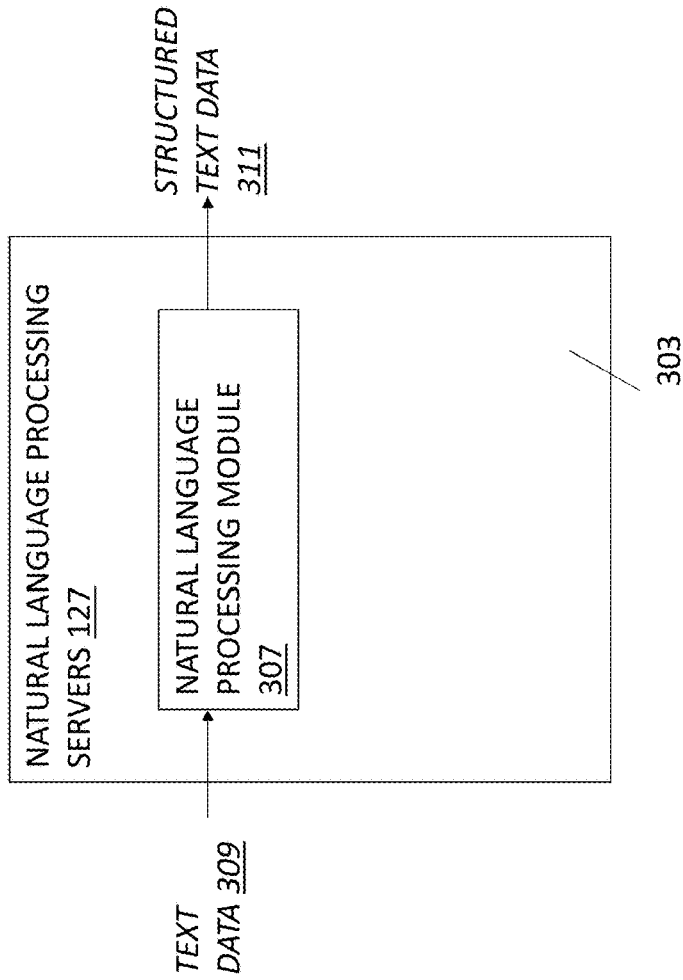 NATURAL LANGUAGE PROCESSING
SERVERS 127
TEXT
DATA 309
NATURAL LANGUAGE
PROCESSING MODULE
307
STRUCTURED
TEXT DATA
311
303